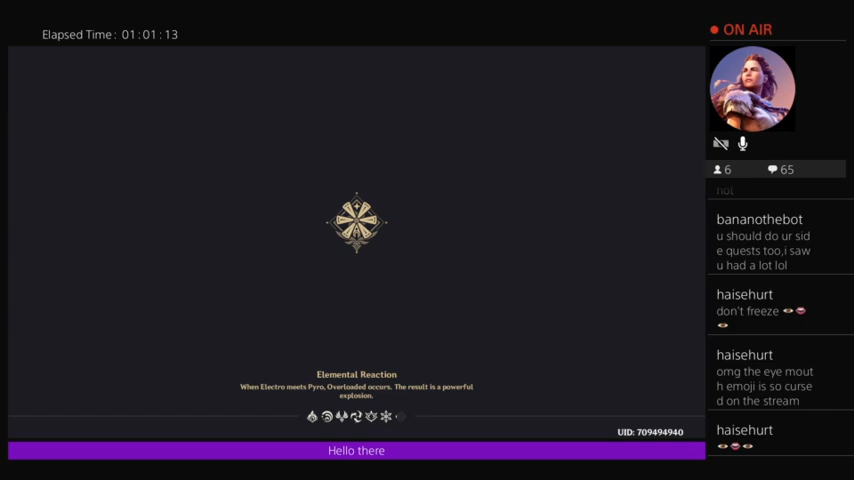 Elapsed Time: 01:01:13
ON AIR
6 65
hot
bananothebot
u should do ur sid
e quests too,i saw
u had a lot lol
haisehurt
don't freeze 👁👄
👁
haisehurt
omg the eye mout
h emoji is so curse
d on the stream
haisehurt
👁👄👁
Elemental Reaction
When Electro meets Pyro, Overloaded occurs. The result is a powerful
explosion.
UID: 709494940
Hello there